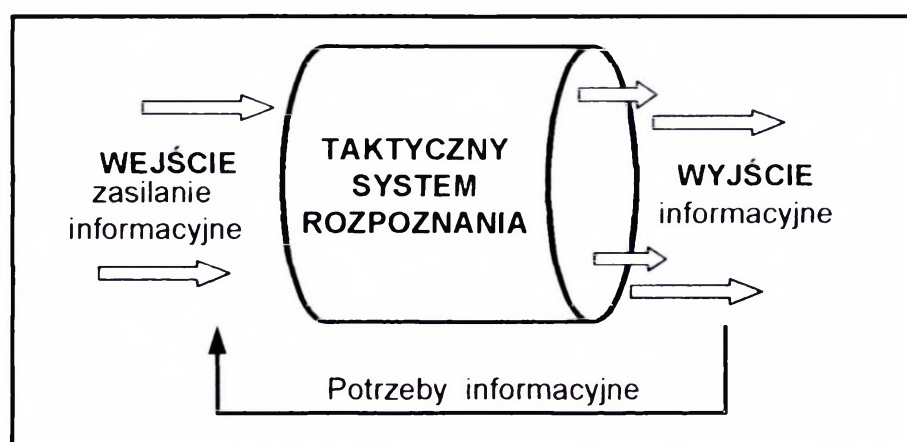 WEJŚCIE
zasilanie
informacyjne
TAKTYCZNY
SYSTEM
ROZPOZNANIA
WYJŚCIE
informacyjne
Potrzeby informacyjne